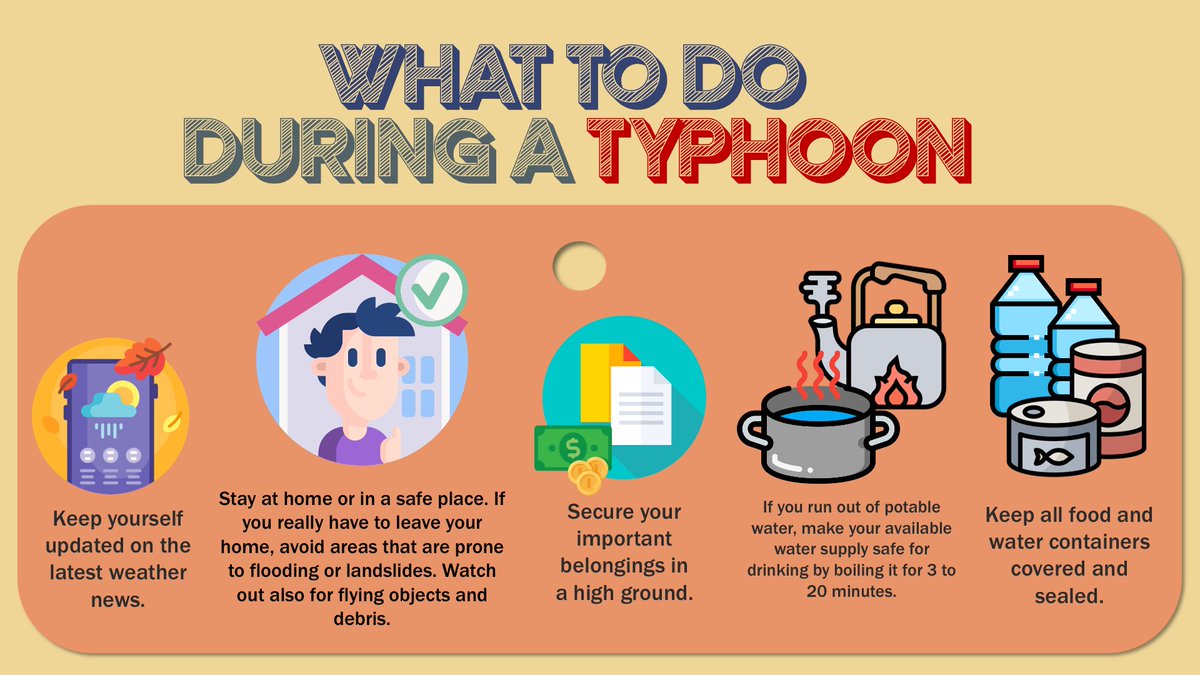 WHAT TO DO
DURING A TYPHOON
Keep yourself
updated on the
latest weather
news.
Stay at home or in a safe place. If
you really have to leave your
home, avoid areas that are prone
to flooding or landslides. Watch
out also for flying objects and
debris.
$
Secure your
important
belongings in
a high ground.
If you run out of potable
water, make your available
water supply safe for
drinking by boiling it for 3 to
20 minutes.
Keep all food and
water containers
covered and
sealed.